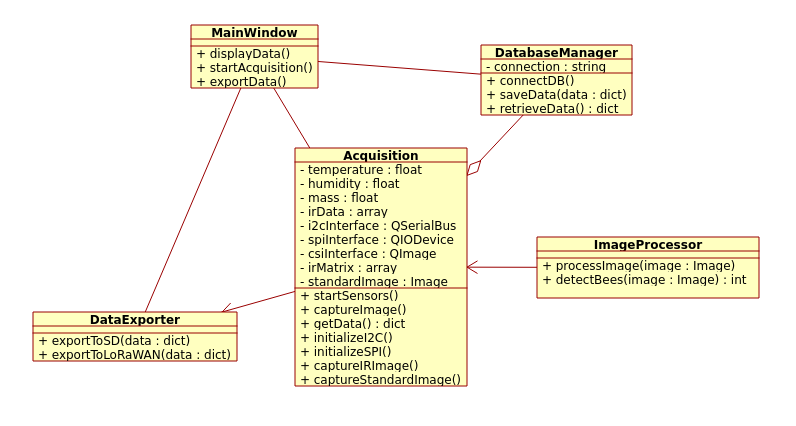 MainWindow
+ displayData()
+ startAcquisition()
+ exportData()
DatabaseManager
- connection : string
+ connectDB()
+ saveData(data : dict)
+ retrieveData() : dict
Acquisition
- temperature : float
- humidity : float
- mass : float
- irData : array
- i2cInterface : QSerialBus
- spiInterface : QIODevice
- csiInterface : QImage
- irMatrix : array
- standardImage : Image
+ startSensors()
+ captureImage()
+ getData() : dict
+ initializeI2C()
+ initializeSPI()
+ captureIRImage()
+ captureStandardImage()
ImageProcessor
+ processImage(image : Image)
+ detectBees(image : Image) : int
DataExporter
+ exportToSD(data : dict)
+ exportToLoRaWAN(data : dict)